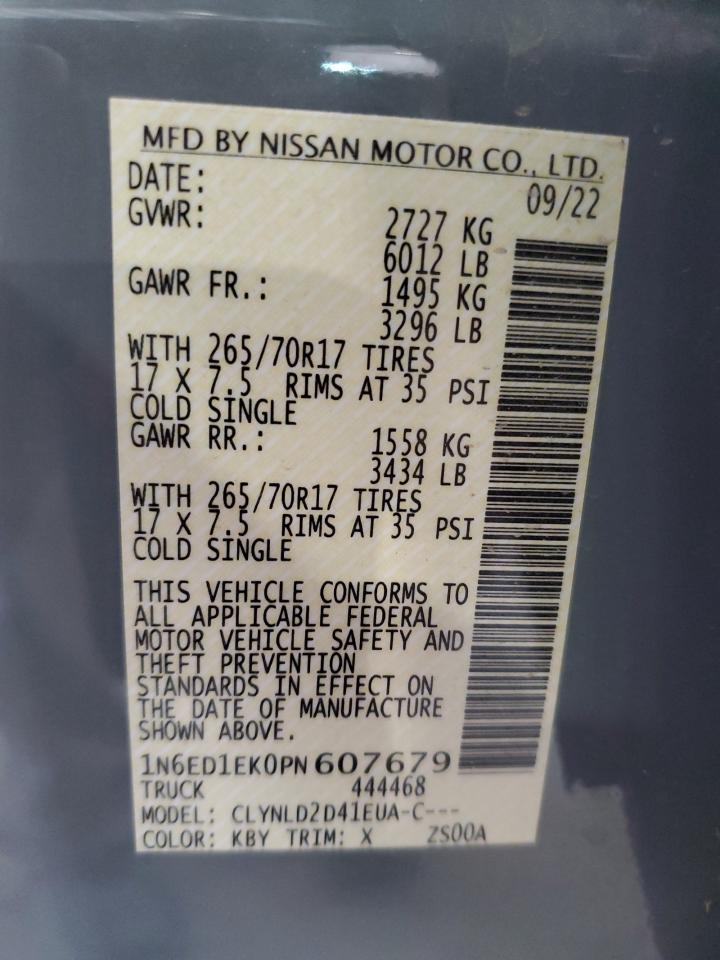 MFD BY NISSAN MOTOR CO., LTD.
DATE: 09/22
GVWR: 2727 KG
6012 LB
GAWR FR.: 1495 KG
3296 LB
WITH 265/70R17 TIRES
17 X 7.5 RIMS AT 35 PSI
COLD SINGLE
GAWR RR.: 1558 KG
3434 LB
WITH 265/70R17 TIRES
17 X 7.5 RIMS AT 35 PSI
COLD SINGLE
THIS VEHICLE CONFORMS TO
ALL APPLICABLE FEDERAL
MOTOR VEHICLE SAFETY AND
THEFT PREVENTION
STANDARDS IN EFFECT ON
THE DATE OF MANUFACTURE
SHOWN ABOVE.
1N6ED1EK0PN607679
TRUCK 444468
MODEL: CLYNLD2D41EUA-C---
COLOR: KBY TRIM: X ZS00A